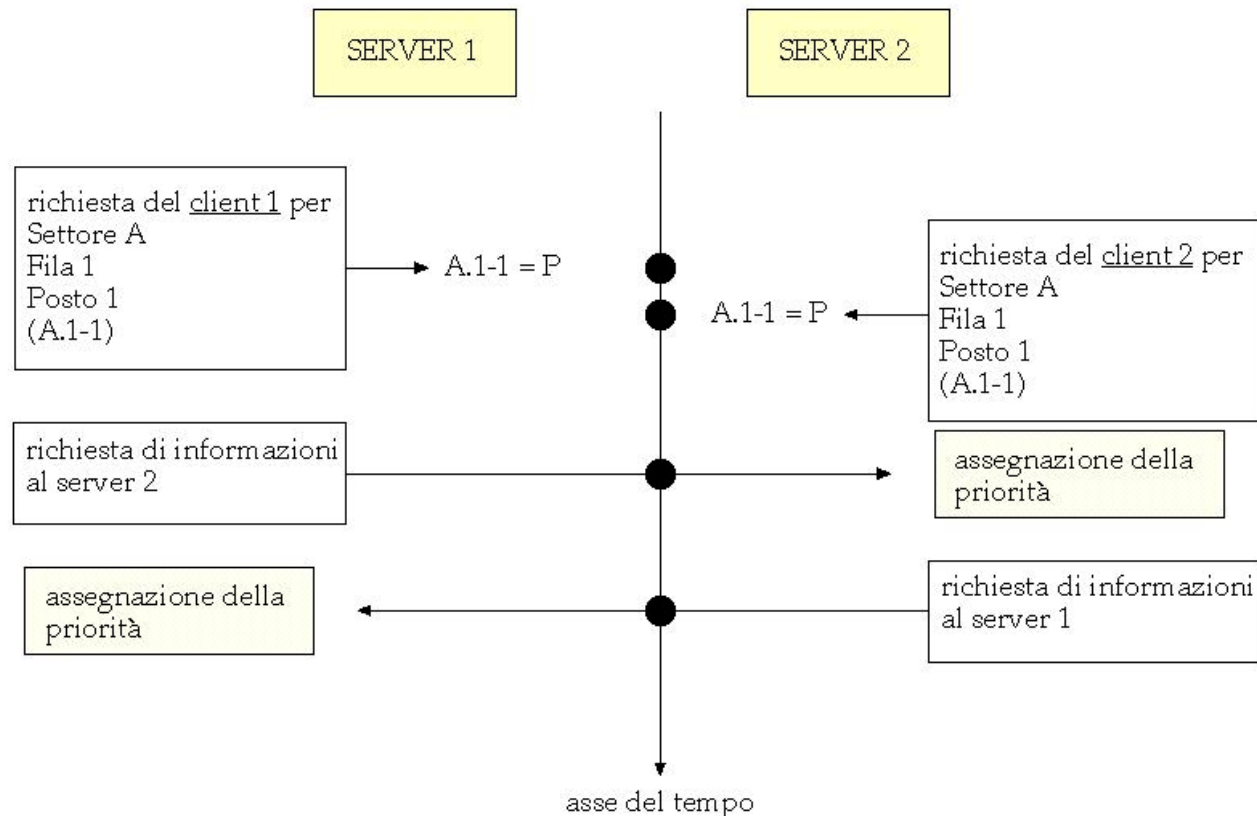 SERVER 1
SERVER 2
richiesta del client 1 per
Settore A
Fila 1
Posto 1
(A.1-1)
A.1-1 = P
A.1-1 = P
richiesta del client 2 per
Settore A
Fila 1
Posto 1
(A.1-1)
richiesta di informazioni
al server 2
assegnazione della
priorità
assegnazione della
priorità
richiesta di informazioni
al server 1
asse del tempo